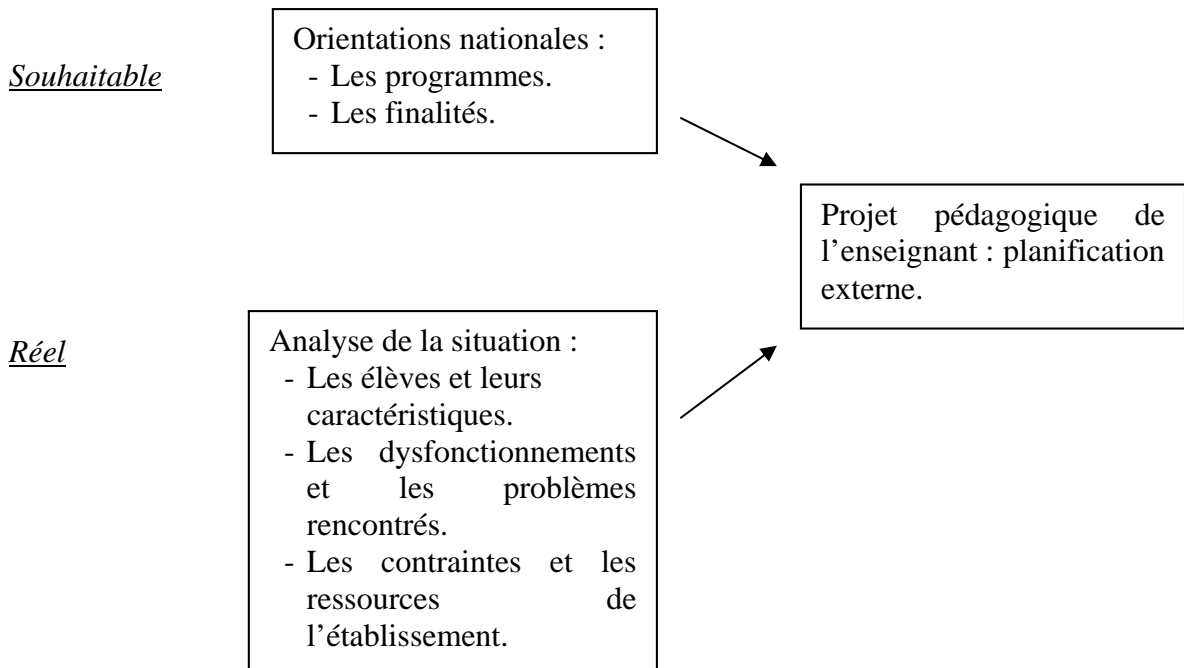 Souhaitable
Orientations nationales :
- Les programmes.
- Les finalités.
Projet pédagogique de
l’enseignant : planification
externe.
Réel
Analyse de la situation :
- Les élèves et leurs
caractéristiques.
- Les dysfonctionnements
et les problèmes
rencontrés.
- Les contraintes et les
ressources de
l’établissement.